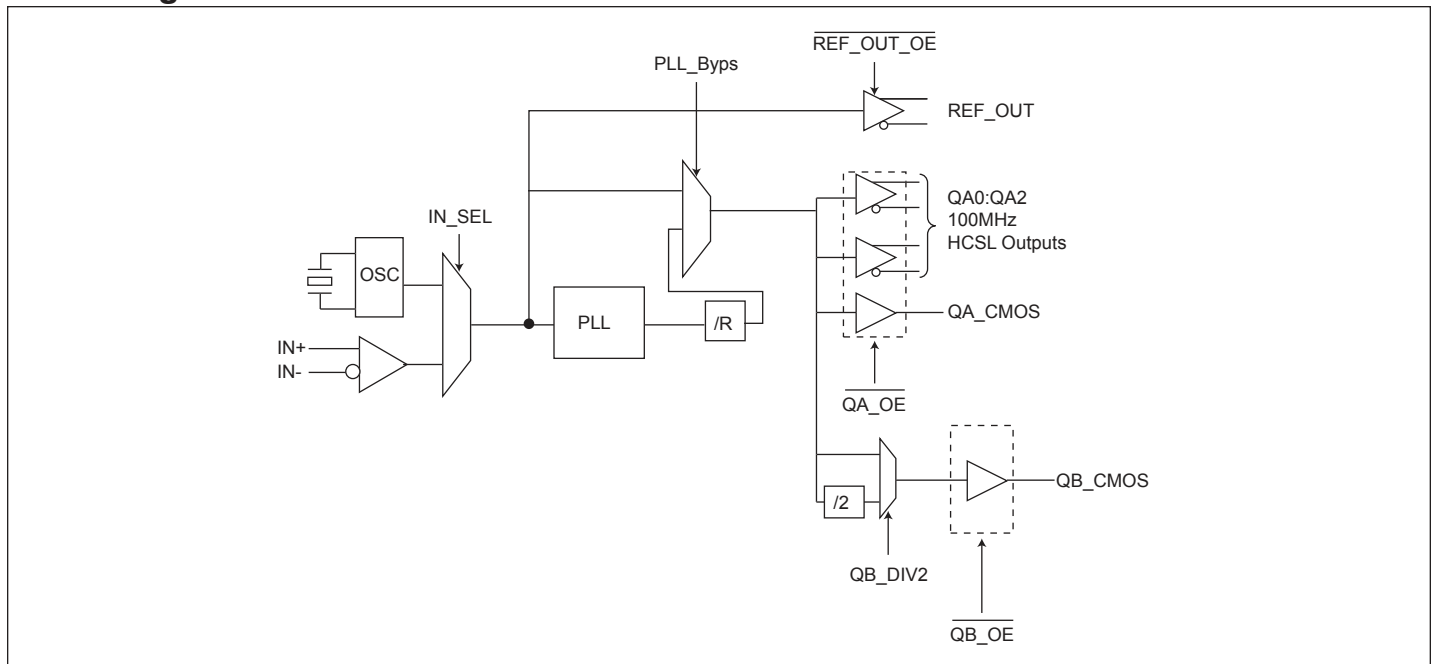 REF_OUT_OE
PLL_Byps
REF_OUT
IN_SEL
QA0:QA2
100MHz
HCSL Outputs
OSC
PLL
/R
QA_CMOS
IN+
IN-
QA_OE
/2
QB_CMOS
QB_DIV2
QB_OE